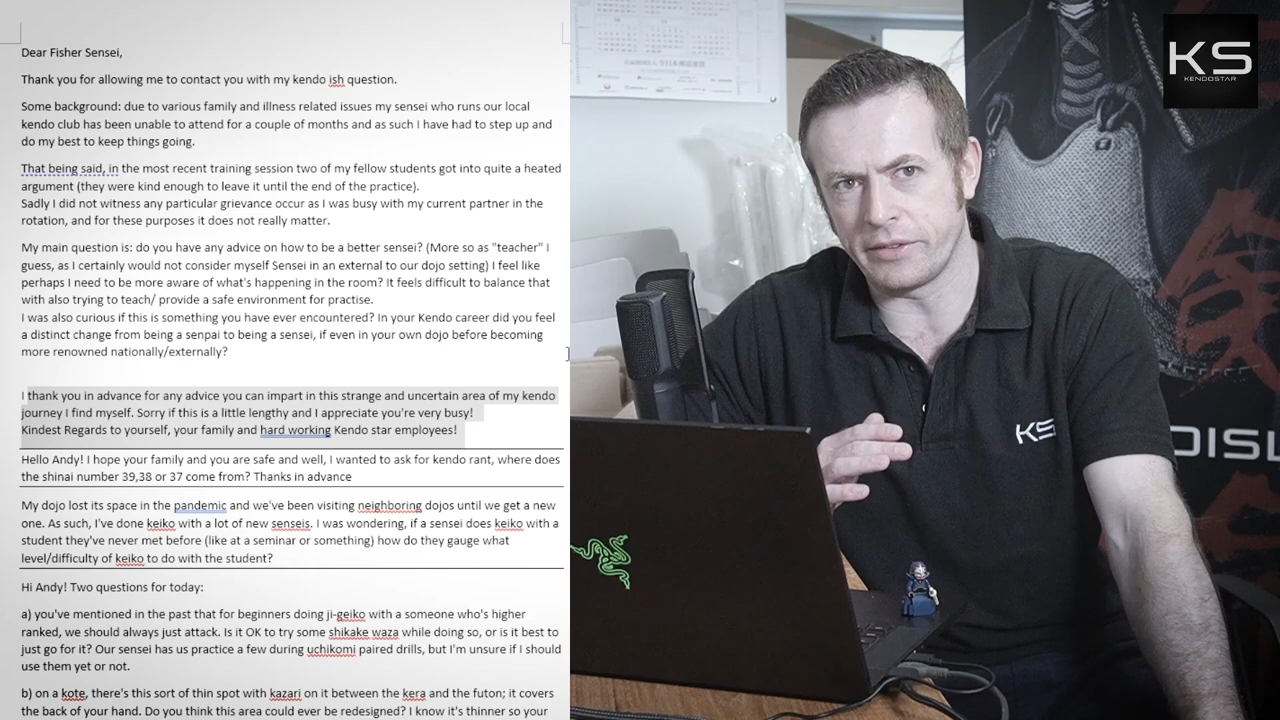 Dear Fisher Sensei,
Thank you for allowing me to contact you with my kendo ish question.
Some background: due to various family and illness related issues my sensei who runs our local
kendo club has been unable to attend for a couple of months and as such I have had to step up and
do my best to keep things going.
That being said, in the most recent training session two of my fellow students got into quite a heated
argument (they were kind enough to leave it until the end of the practice).
Sadly I did not witness any particular grievance occur as I was busy with my current partner in the
rotation, and for these purposes it does not really matter.
My main question is: do you have any advice on how to be a better sensei? (More so as "teacher" I
guess, as I certainly would not consider myself Sensei in an external to our dojo setting) I feel like
perhaps I need to be more aware of what's happening in the room? It feels difficult to balance that
with also trying to teach/ provide a safe environment for practise.
I was also curious if this is something you have ever encountered? In your Kendo career did you feel
a distinct change from being a senpai to being a sensei, if even in your own dojo before becoming
more renowned nationally/externally?
I thank you in advance for any advice you can impart in this strange and uncertain area of my kendo
journey I find myself. Sorry if this is a little lengthy and I appreciate you're very busy!
Kindest Regards to yourself, your family and hard working Kendo star employees!
Hello Andy! I hope your family and you are safe and well, I wanted to ask for kendo rant, where does
the shinai number 39,38 or 37 come from? Thanks in advance
My dojo lost its space in the pandemic and we've been visiting neighboring dojos until we get a new
one. As such, I've done keiko with a lot of new senseis. I was wondering, if a sensei does keiko with a
student they've never met before (like at a seminar or something) how do they gauge what
level/difficulty of keiko to do with the student?
Hi Andy! Two questions for today:
a) you've mentioned in the past that for beginners doing ji-geiko with a someone who's higher
ranked, we should always just attack. Is it OK to try some shikake waza while doing so, or is it best to
just go for it? Our sensei has us practice a few during uchikomi paired drills, but I'm unsure if I should
use them yet or not.
b) on a kote, there's this sort of thin spot with kazari on it between the kera and the futon; it covers
the back of your hand. Do you think this area could ever be redesigned? I know it's thinner so your
KS
KENDOSTAR
KS
DISL